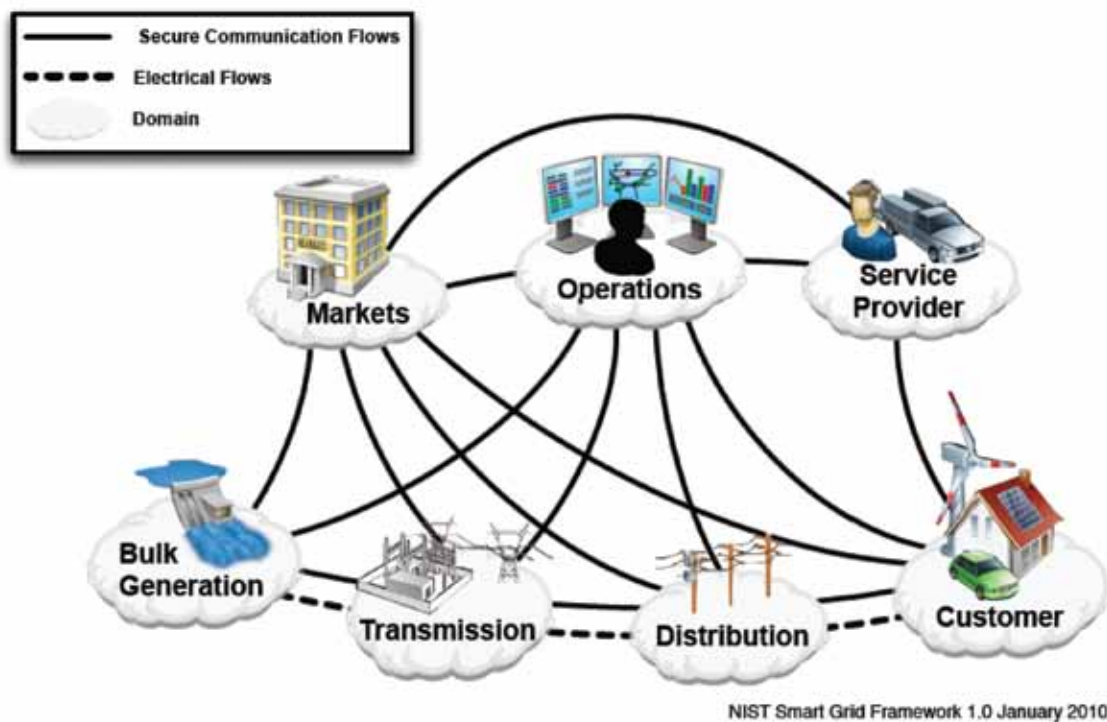 Secure Communication Flows
Electrical Flows
Domain
Markets
Operations
Service
Provider
Bulk
Generation
Transmission
Distribution
Customer
NIST Smart Grid Framework 1.0 January 2010